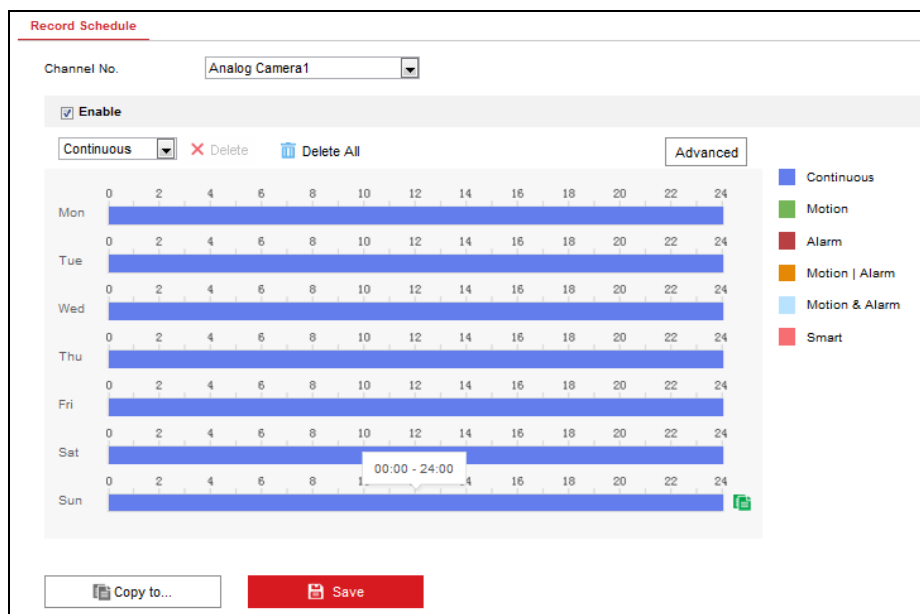 Record Schedule
Channel No. Analog Camera1
Enable
Continuous Delete Delete All Advanced
Continuous
Motion
Alarm
Motion | Alarm
Motion & Alarm
Smart
0 2 4 6 8 10 12 14 16 18 20 22 24
Mon
0 2 4 6 8 10 12 14 16 18 20 22 24
Tue
0 2 4 6 8 10 12 14 16 18 20 22 24
Wed
0 2 4 6 8 10 12 14 16 18 20 22 24
Thu
0 2 4 6 8 10 12 14 16 18 20 22 24
Fri
0 2 4 6 8 10 12 14 16 18 20 22 24
Sat
00:00 - 24:00
0 2 4 6 8 16 18 20 22 24
Sun
Copy to... Save